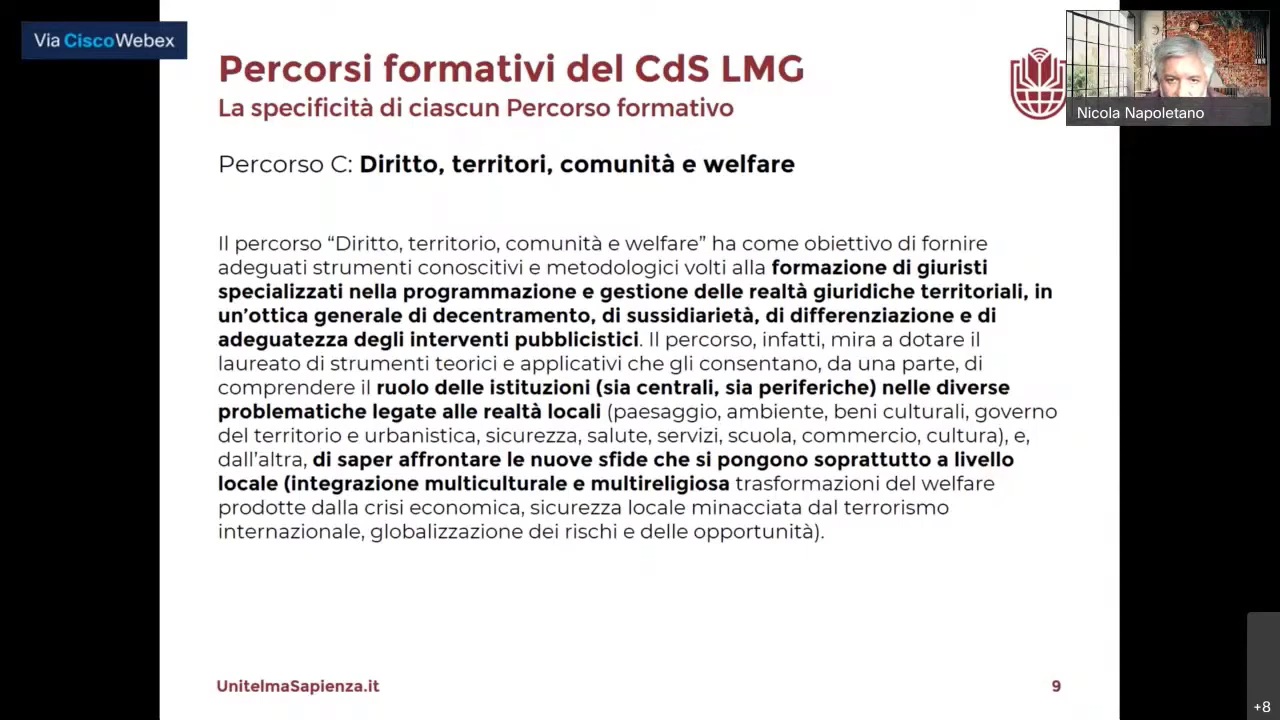 Via CiscoWebex
Percorsi formativi del CdS LMG
La specificità di ciascun Percorso formativo
Nicola Napoletano
Percorso C: Diritto, territori, comunità e welfare
Il percorso “Diritto, territorio, comunità e welfare” ha come obiettivo di fornire
adeguati strumenti conoscitivi e metodologici volti alla formazione di giuristi
specializzati nella programmazione e gestione delle realtà giuridiche territoriali, in
un’ottica generale di decentramento, di sussidiarietà, di differenziazione e di
adeguatezza degli interventi pubblicistici. Il percorso, infatti, mira a dotare il
laureato di strumenti teorici e applicativi che gli consentano, da una parte, di
comprendere il ruolo delle istituzioni (sia centrali, sia periferiche) nelle diverse
problematiche legate alle realtà locali (paesaggio, ambiente, beni culturali, governo
del territorio e urbanistica, sicurezza, salute, servizi, scuola, commercio, cultura), e,
dall’altra, di saper affrontare le nuove sfide che si pongono soprattutto a livello
locale (integrazione multiculturale e multireligiosa trasformazioni del welfare
prodotte dalla crisi economica, sicurezza locale minacciata dal terrorismo
internazionale, globalizzazione dei rischi e delle opportunità).
UnitelmaSapienza.it
9
+8